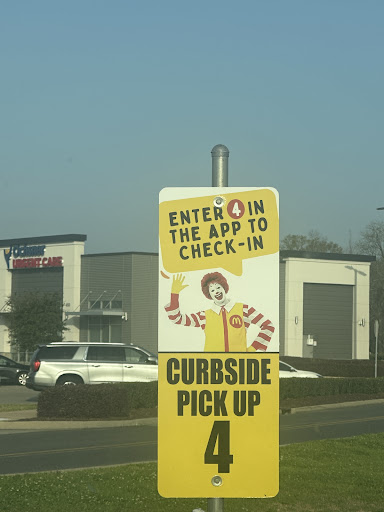 ENTER 4 IN
THE APP TO
CHECK-IN
CURBSIDE
PICK UP
4
URGENT CARE